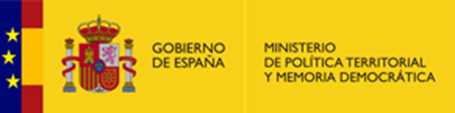 GOBIERNO
DE ESPAÑA
MINISTERIO
DE POLÍTICA TERRITORIAL
Y MEMORIA DEMOCRÁTICA